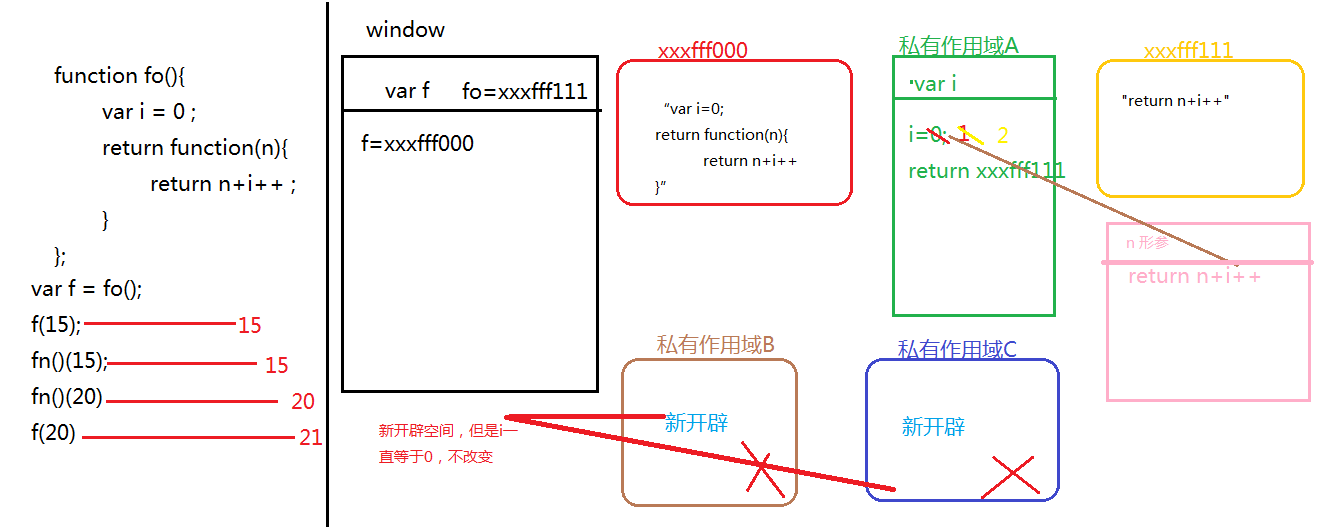 function fo(){
var i = 0 ;
return function(n){
return n+i++ ;
}
};
var f = fo();
f(15);
15
fn()(15);
15
fn()(20)
20
f(20)
21
window
var f
fo=xxxfff111
f=xxxfff000
xxxfff000
“var i=0;
return function(n){
return n+i++
}”
私有作用域A
var i
i=0; 1 2
return xxxfff111
xxxfff111
"return n+i++"
n 形参
return n+i++
私有作用域B
新开辟
私有作用域C
新开辟
新开辟空间，但是i一
直等于0，不改变